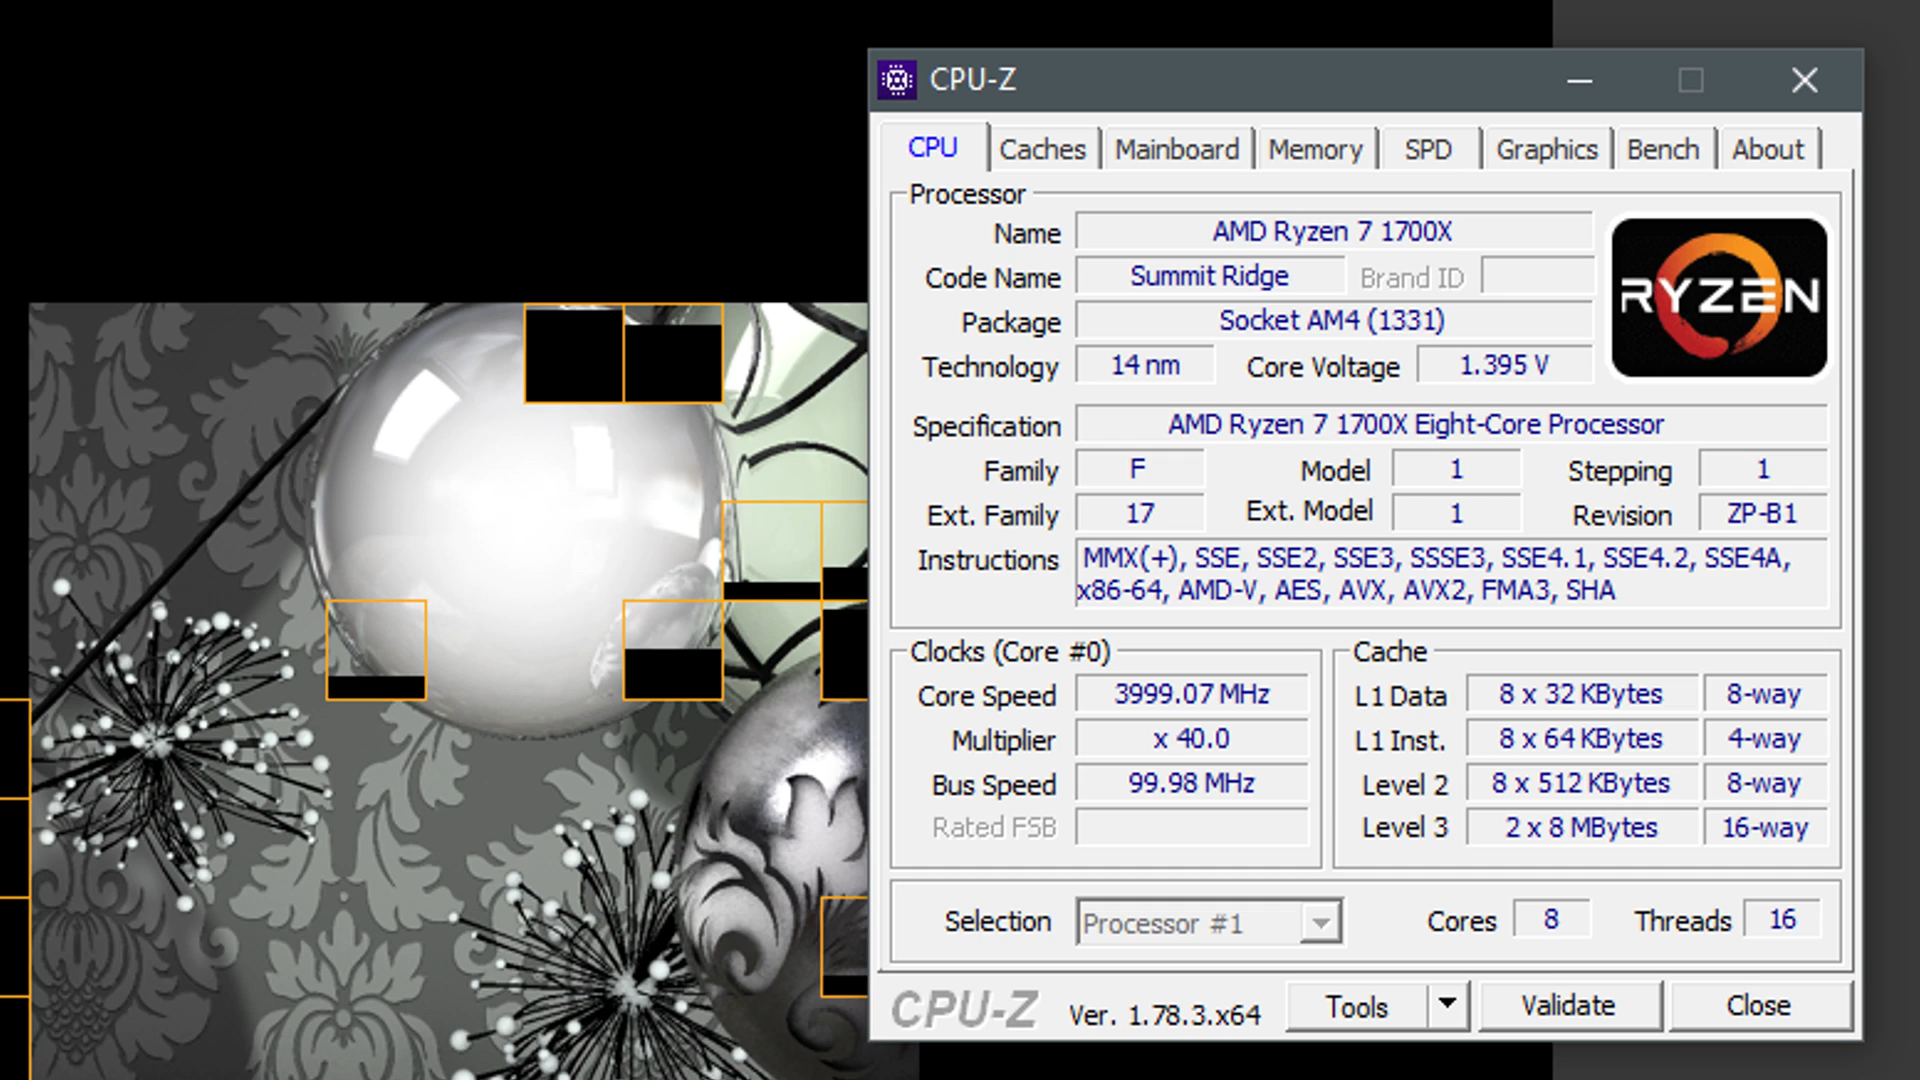 CPU-Z
CPU Caches Mainboard Memory SPD Graphics Bench About
Processor
Name AMD Ryzen 7 1700X
Code Name Summit Ridge Brand ID
Package Socket AM4 (1331)
Technology 14 nm Core Voltage 1.395 V
RYZEN
Specification AMD Ryzen 7 1700X Eight-Core Processor
Family F Model 1 Stepping 1
Ext. Family 17 Ext. Model 1 Revision ZP-B1
Instructions MMX(+), SSE, SSE2, SSE3, SSSE3, SSE4.1, SSE4.2, SSE4A,
x86-64, AMD-V, AES, AVX, AVX2, FMA3, SHA
Clocks (Core #0)
Core Speed 3999.07 MHz
Multiplier x 40.0
Bus Speed 99.98 MHz
Rated FSB
Cache
L1 Data 8 x 32 KBytes 8-way
L1 Inst. 8 x 64 KBytes 4-way
Level 2 8 x 512 KBytes 8-way
Level 3 2 x 8 MBytes 16-way
Selection Processor #1 Cores 8 Threads 16
CPU-Z Ver. 1.78.3.x64 Tools Validate Close